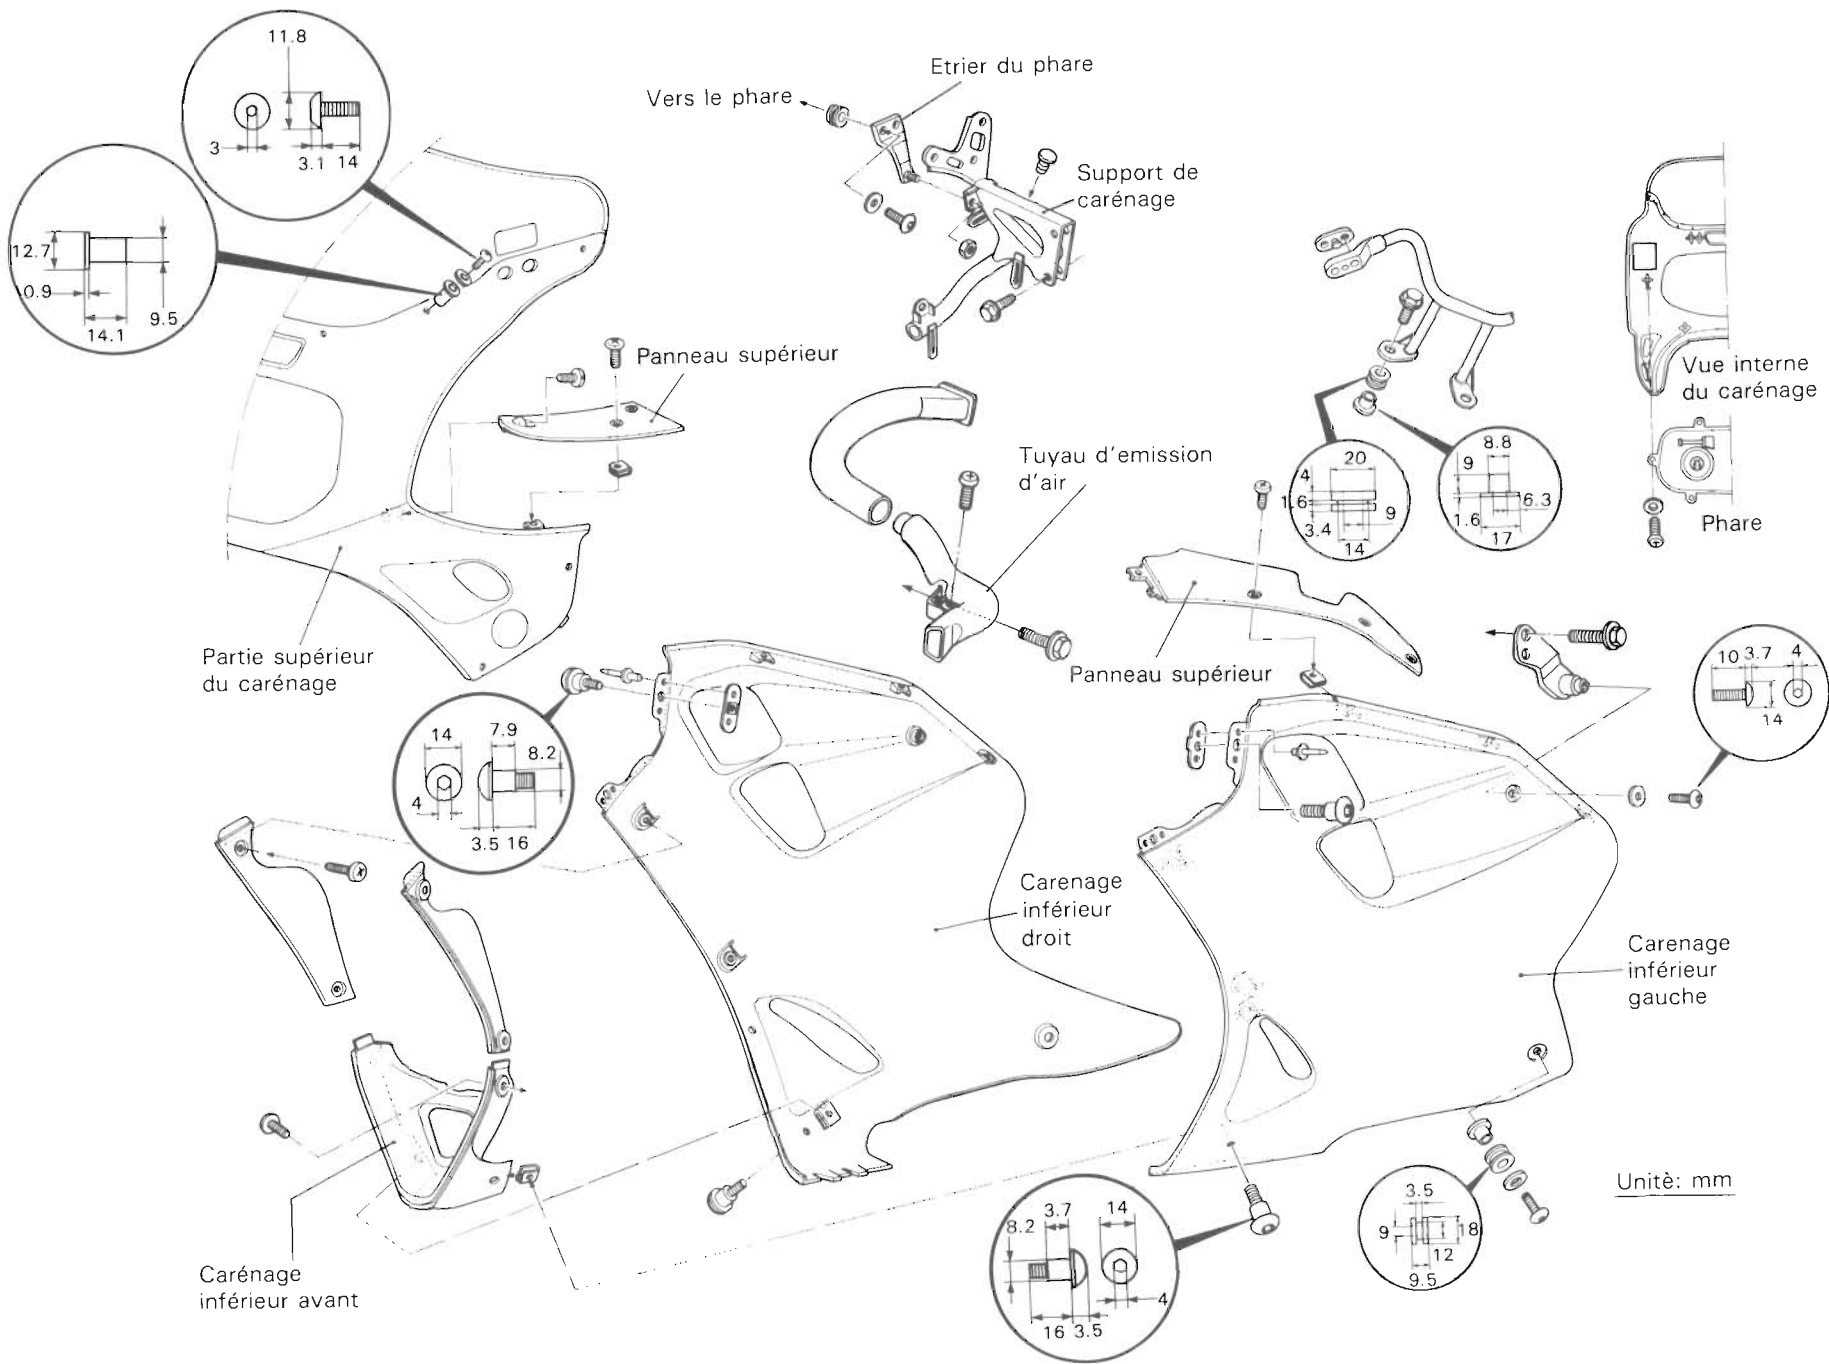 11.8
3
3.1 14
12.7
0.9
14.1
9.5
Etrier du phare
Vers le phare
Support de
carénage
Panneau supérieur
Tuyau d'emission
d'air
Vue interne
du carénage
Phare
20
4
1.6
3.4
9
14
8.8
9
1.6
6.3
17
Partie supérieur
du carénage
Panneau supérieur
10 3.7 4
14
14
7.9
8.2
4
3.5 16
Carenage
inférieur
droit
Carenage
inférieur
gauche
Carénage
inférieur avant
3.7
14
8.2
4
16 3.5
3.5
9
18
12
9.5
Unitè: mm